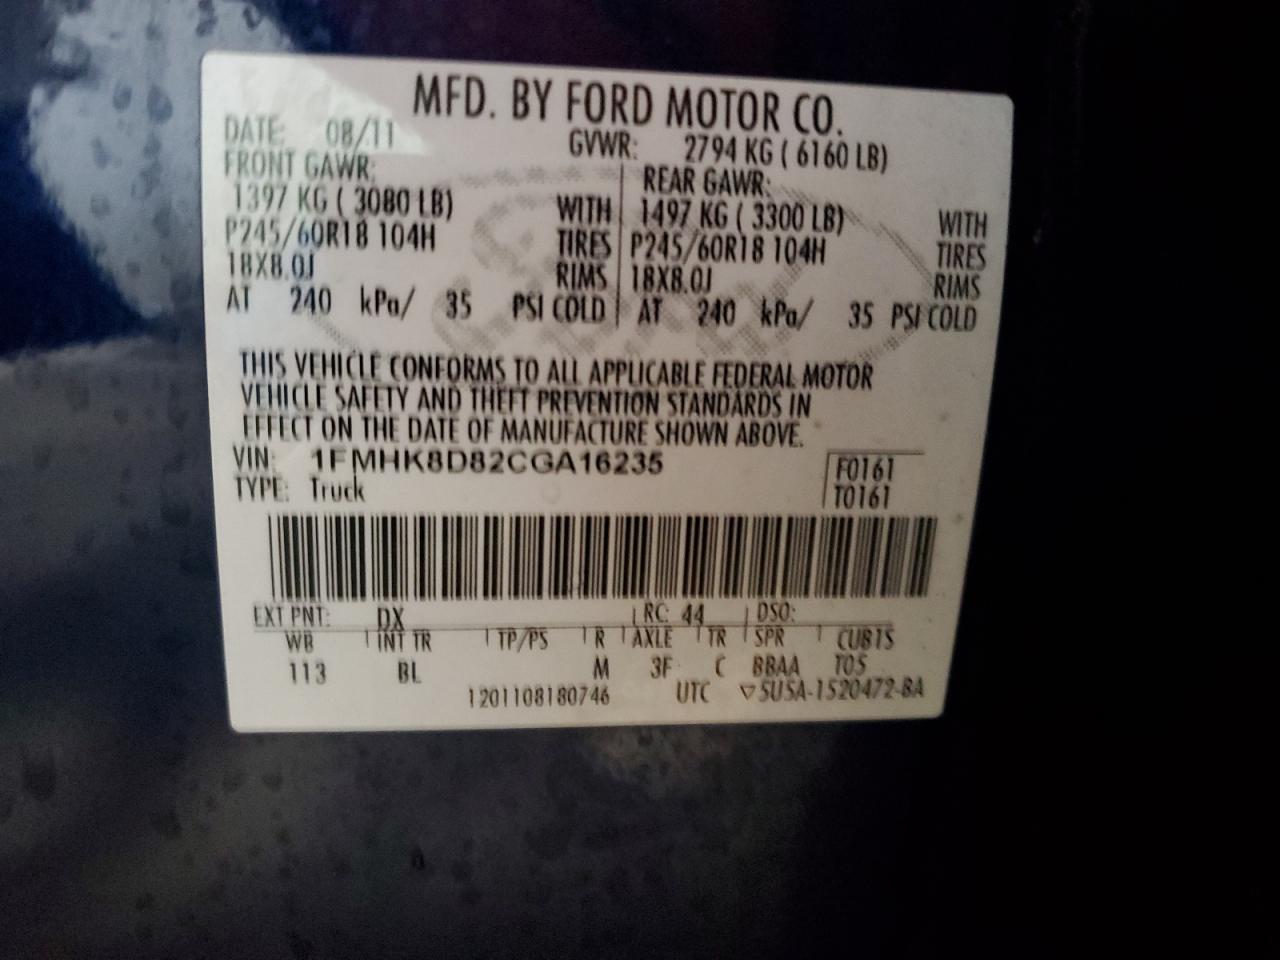 MFD. BY FORD MOTOR CO.
DATE: 08/11 GVWR: 2794 KG ( 6160 LB)
FRONT GAWR: REAR GAWR:
1397 KG ( 3080 LB) WITH 1497 KG ( 3300 LB) WITH
P245/60R18 104H TIRES P245/60R18 104H TIRES
18X8.0J RIMS 18X8.0J RIMS
AT 240 kPa/ 35 PSI COLD AT 240 kPa/ 35 PSI COLD
THIS VEHICLE CONFORMS TO ALL APPLICABLE FEDERAL MOTOR
VEHICLE SAFETY AND THEFT PREVENTION STANDARDS IN
EFFECT ON THE DATE OF MANUFACTURE SHOWN ABOVE.
VIN: 1FMHK8D82CGA16235 F0161
TYPE: Truck T0161
EXT PNT: DX RC: 44 DSO:
WB INT TR TP/PS R AXLE TR SPR CUBTS
113 BL M 3F C BBAA TOS
1201108180746 UTC ▽5U5A-1520472-BA